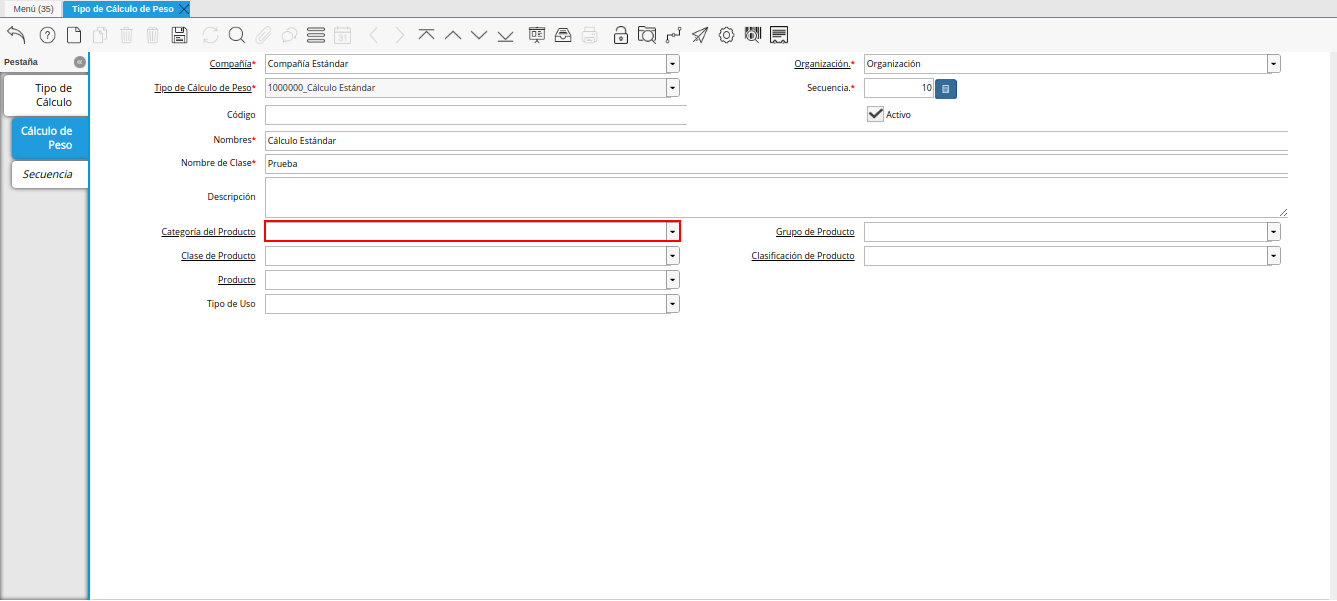 Menú (35)
Tipo de Cálculo de Peso
Pestaña
Tipo de
Cálculo
Cálculo de
Peso
Secuencia
Compañía* Compañía Estándar
Organización.* Organización
Tipo de Cálculo de Peso* 1000000_Cálculo Estándar
Secuencia.* 10
Código
Activo
Nombres* Cálculo Estándar
Nombre de Clase* Prueba
Descripción
Categoría del Producto
Grupo de Producto
Clase de Producto
Clasificación de Producto
Producto
Tipo de Uso